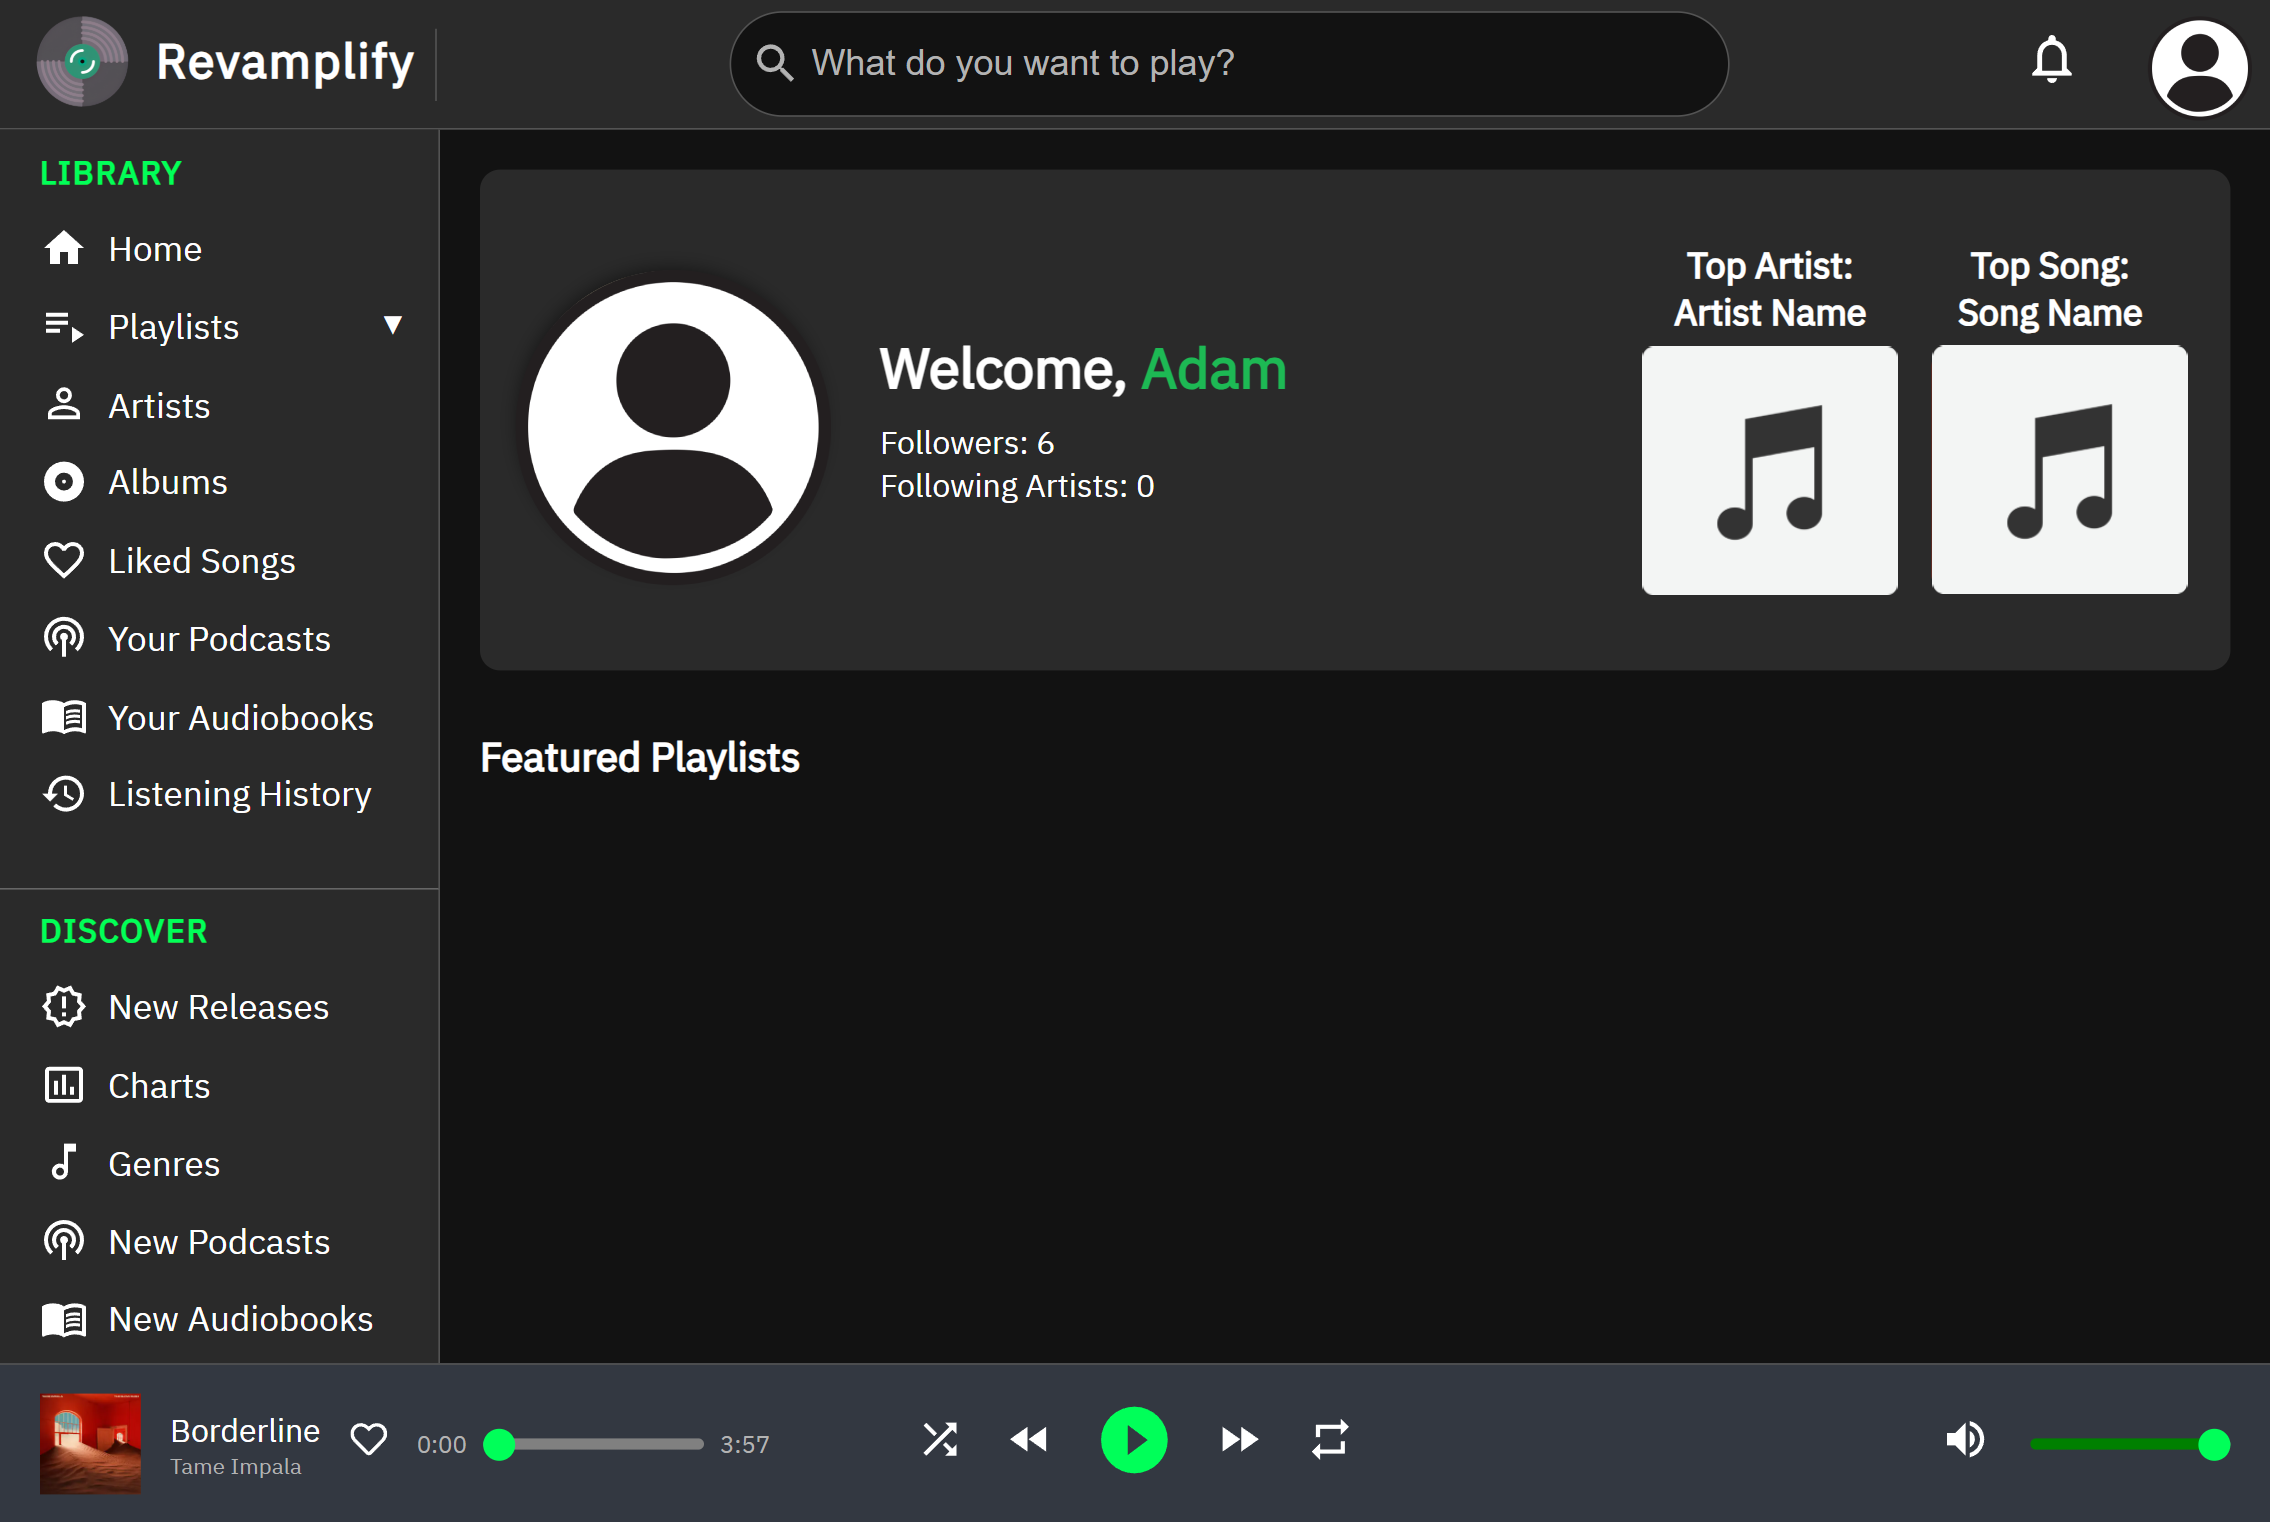 Revamplify
What do you want to play?
LIBRARY
Home
Playlists
Artists
Albums
Liked Songs
Your Podcasts
Your Audiobooks
Listening History
DISCOVER
New Releases
Charts
Genres
New Podcasts
New Audiobooks
Welcome, Adam
Followers: 6
Following Artists: 0
Top Artist:
Artist Name
Top Song:
Song Name
Featured Playlists
Borderline
Tame Impala
0:00
3:57